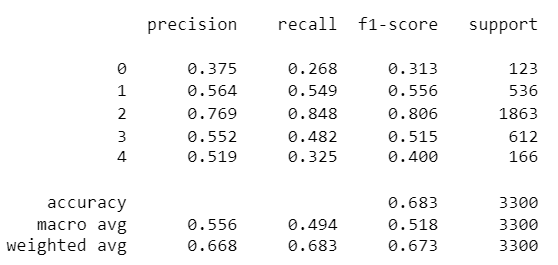 precision recall f1-score support
0 0.375 0.268 0.313 123
1 0.564 0.549 0.556 536
2 0.769 0.848 0.806 1863
3 0.552 0.482 0.515 612
4 0.519 0.325 0.400 166
accuracy 0.683 3300
macro avg 0.556 0.494 0.518 3300
weighted avg 0.668 0.683 0.673 3300